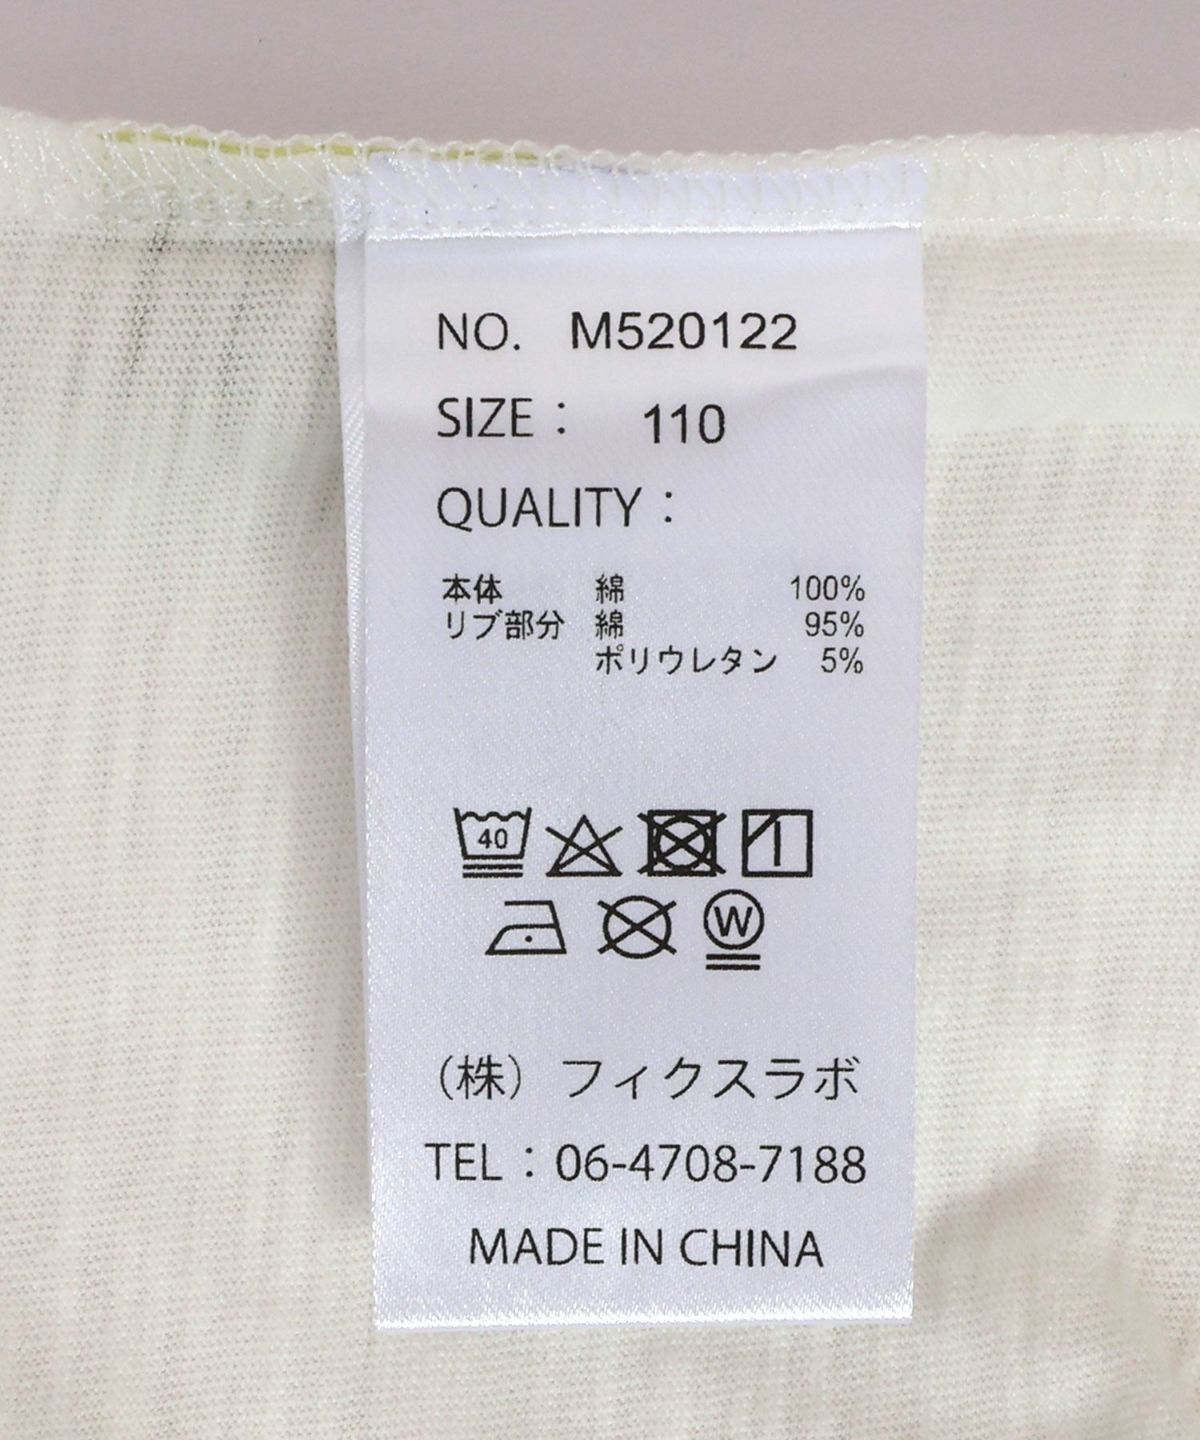 NO. M520122
SIZE： 110
QUALITY：
本体 綿 100%
リブ部分 綿 95%
ポリウレタン 5%
40
W
（株）フィクスラボ
TEL：06-4708-7188
MADE IN CHINA